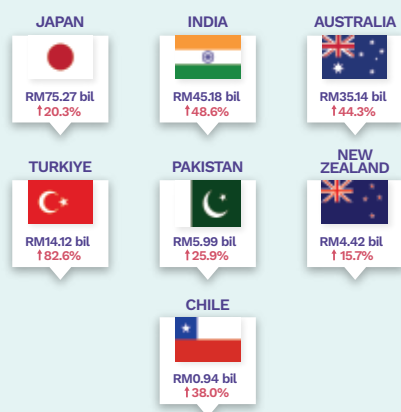 JAPAN
RM75.27 bil
↑20.3%
INDIA
RM45.18 bil
↑48.6%
AUSTRALIA
RM35.14 bil
↑44.3%
TURKIYE
RM14.12 bil
↑82.6%
PAKISTAN
RM5.99 bil
↑25.9%
NEW
ZEALAND
RM4.42 bil
↑15.7%
CHILE
RM0.94 bil
↑38.0%